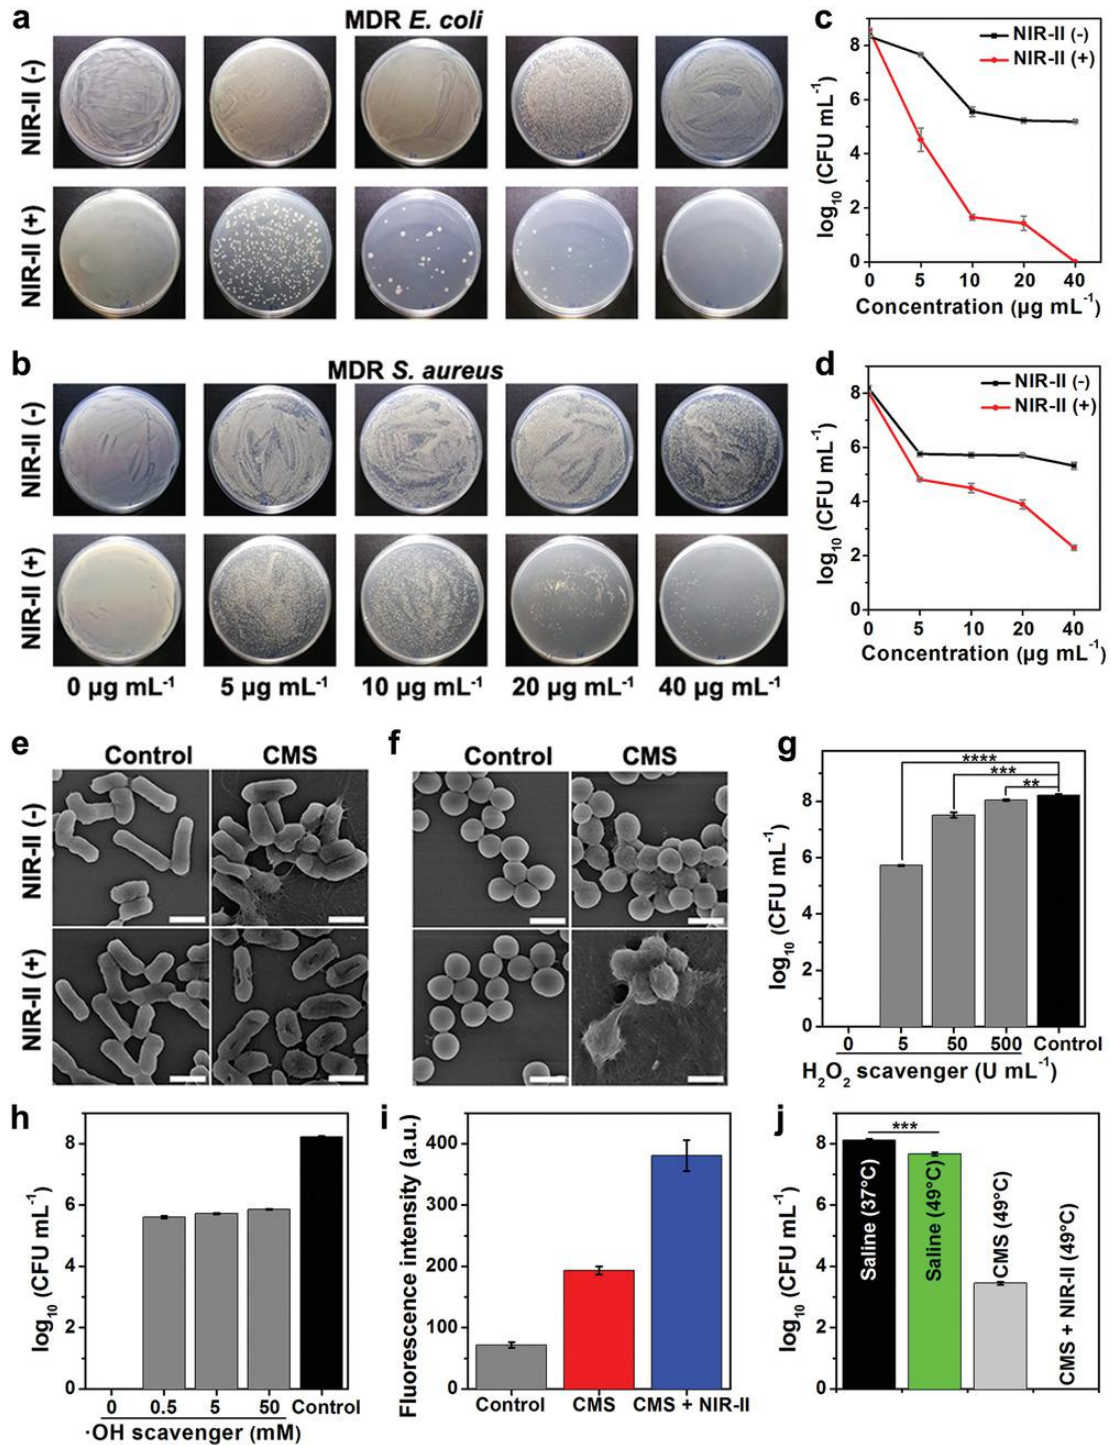 a
MDR E. coli
NIR-II (-)
NIR-II (+)
b
MDR S. aureus
NIR-II (-)
NIR-II (+)
0 µg mL⁻¹ 5 µg mL⁻¹ 10 µg mL⁻¹ 20 µg mL⁻¹ 40 µg mL⁻¹
c
NIR-II (-)
NIR-II (+)
log₁₀ (CFU mL⁻¹)
8
6
4
2
0
0 5 10 20 40
Concentration (µg mL⁻¹)
d
NIR-II (-)
NIR-II (+)
log₁₀ (CFU mL⁻¹)
8
6
4
2
0
0 5 10 20 40
Concentration (µg mL⁻¹)
e
Control CMS
NIR-II (-)
NIR-II (+)
f
Control CMS
g
****
***
**
log₁₀ (CFU mL⁻¹)
8
6
4
2
0
0 5 50 500 Control
H₂O₂ scavenger (U mL⁻¹)
h
log₁₀ (CFU mL⁻¹)
8
6
4
2
0
0 0.5 5 50 Control
·OH scavenger (mM)
i
Fluorescence intensity (a.u.)
400
300
200
100
0
Control CMS CMS + NIR-II
j
***
log₁₀ (CFU mL⁻¹)
8
6
4
2
0
Saline (37°C)
Saline (49°C)
CMS (49°C)
CMS + NIR-II (49°C)